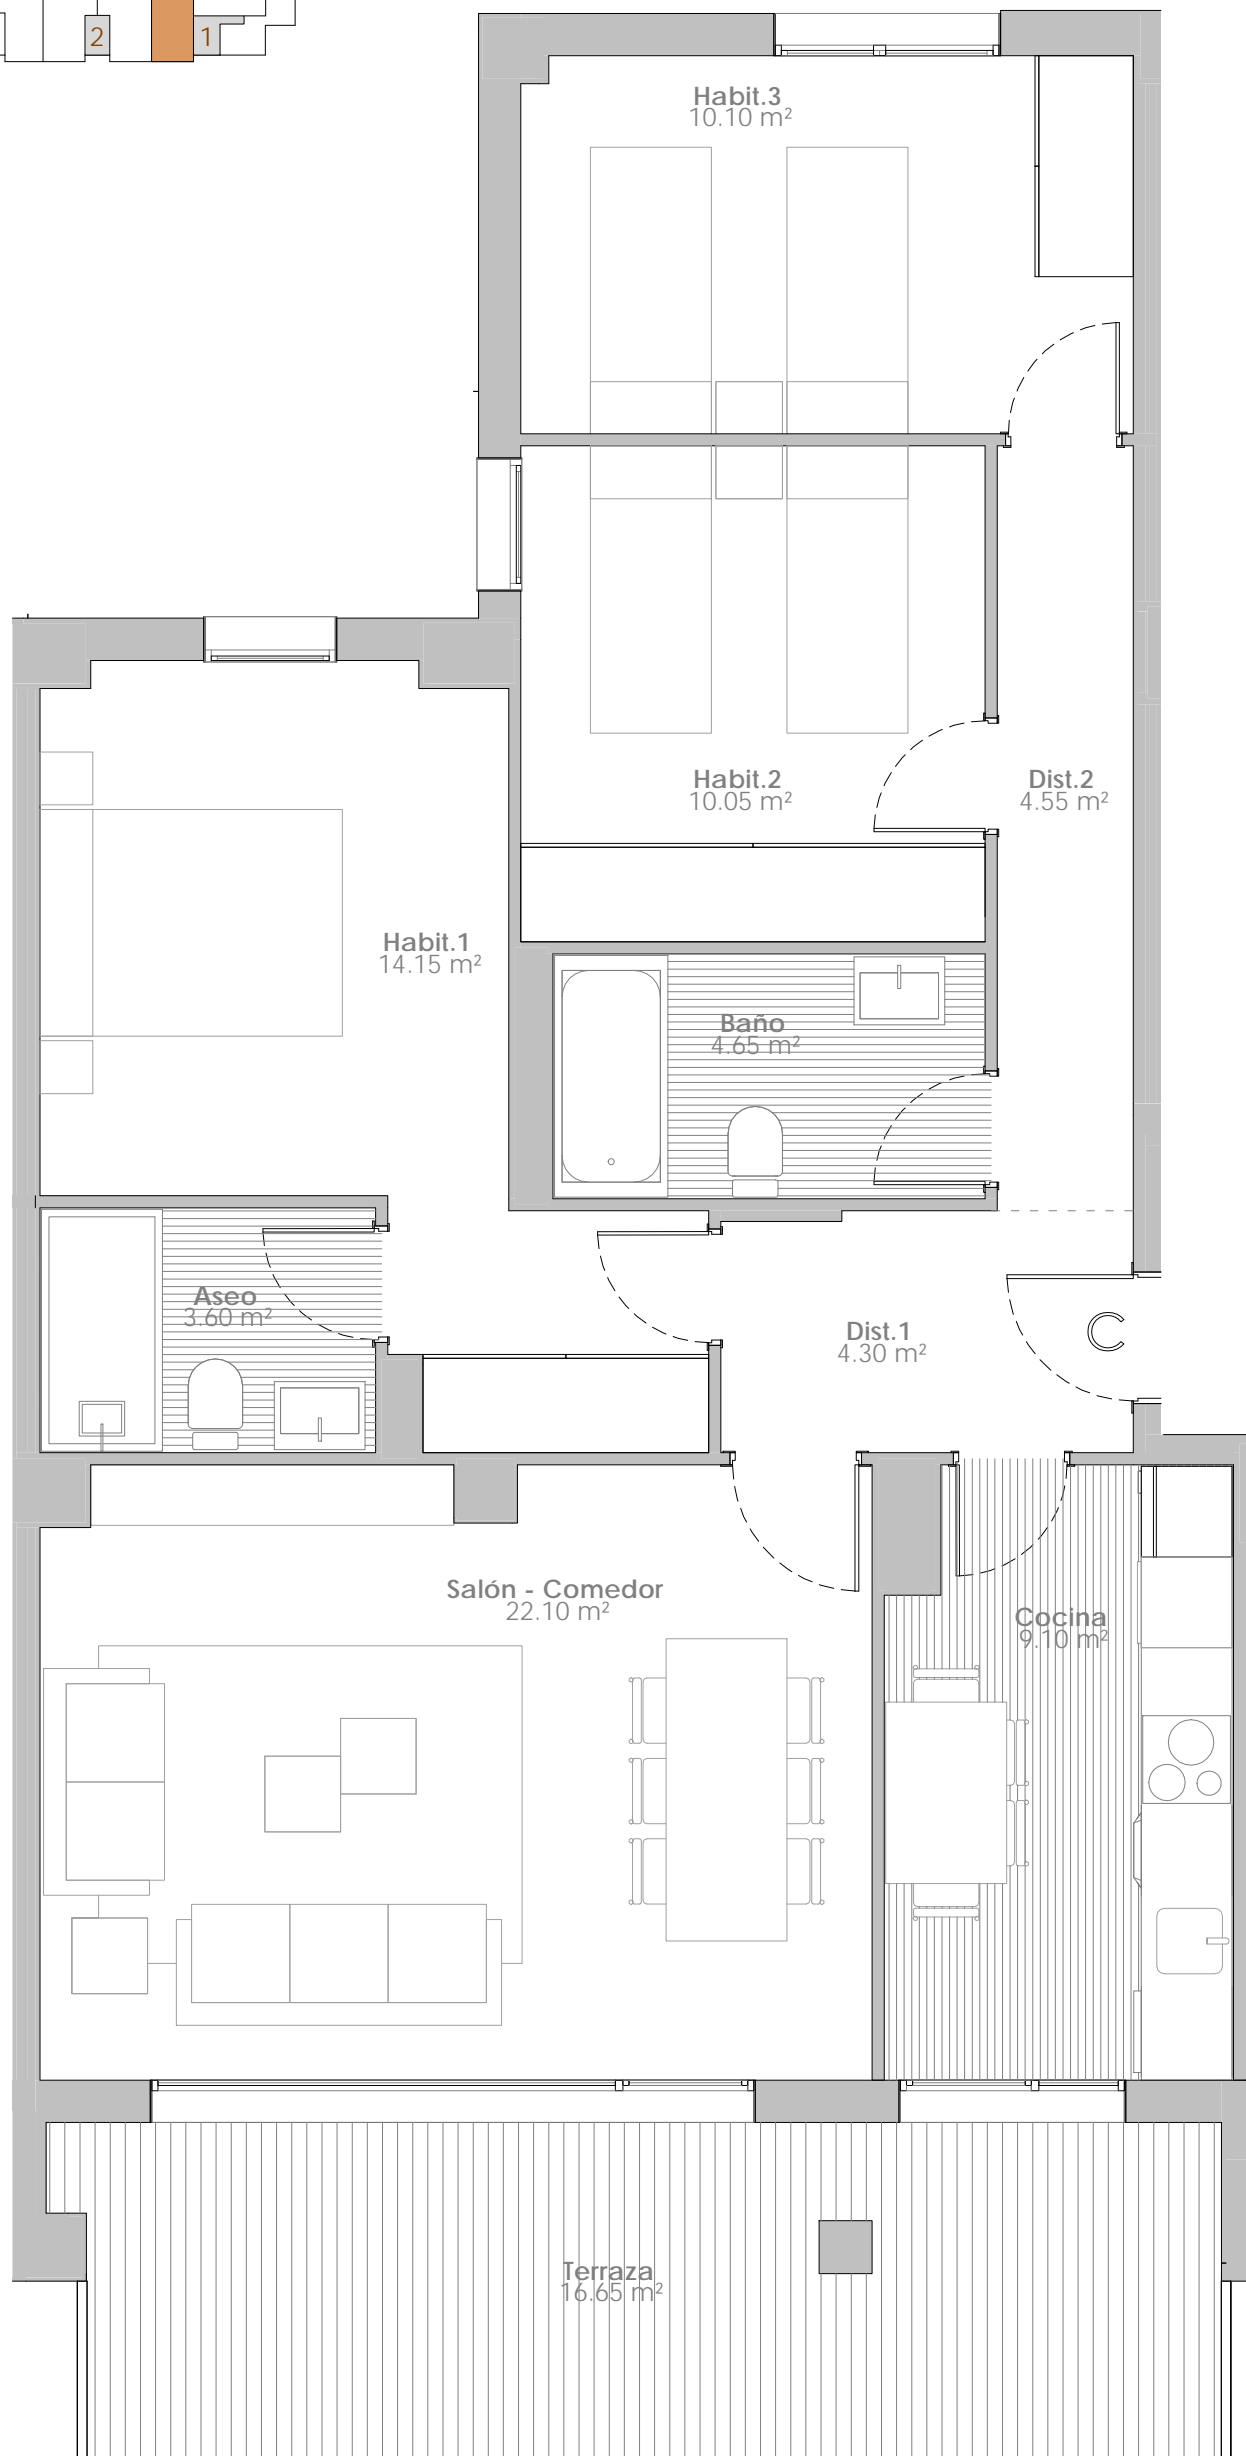 2
1
Habit.3
10.10 m²
Habit.2
10.05 m²
Dist.2
4.55 m²
Habit.1
14.15 m²
Baño
4.65 m²
Aseo
3.60 m²
Dist.1
4.30 m²
C
Salón - Comedor
22.10 m²
Cocina
9.10 m²
Terraza
16.65 m²